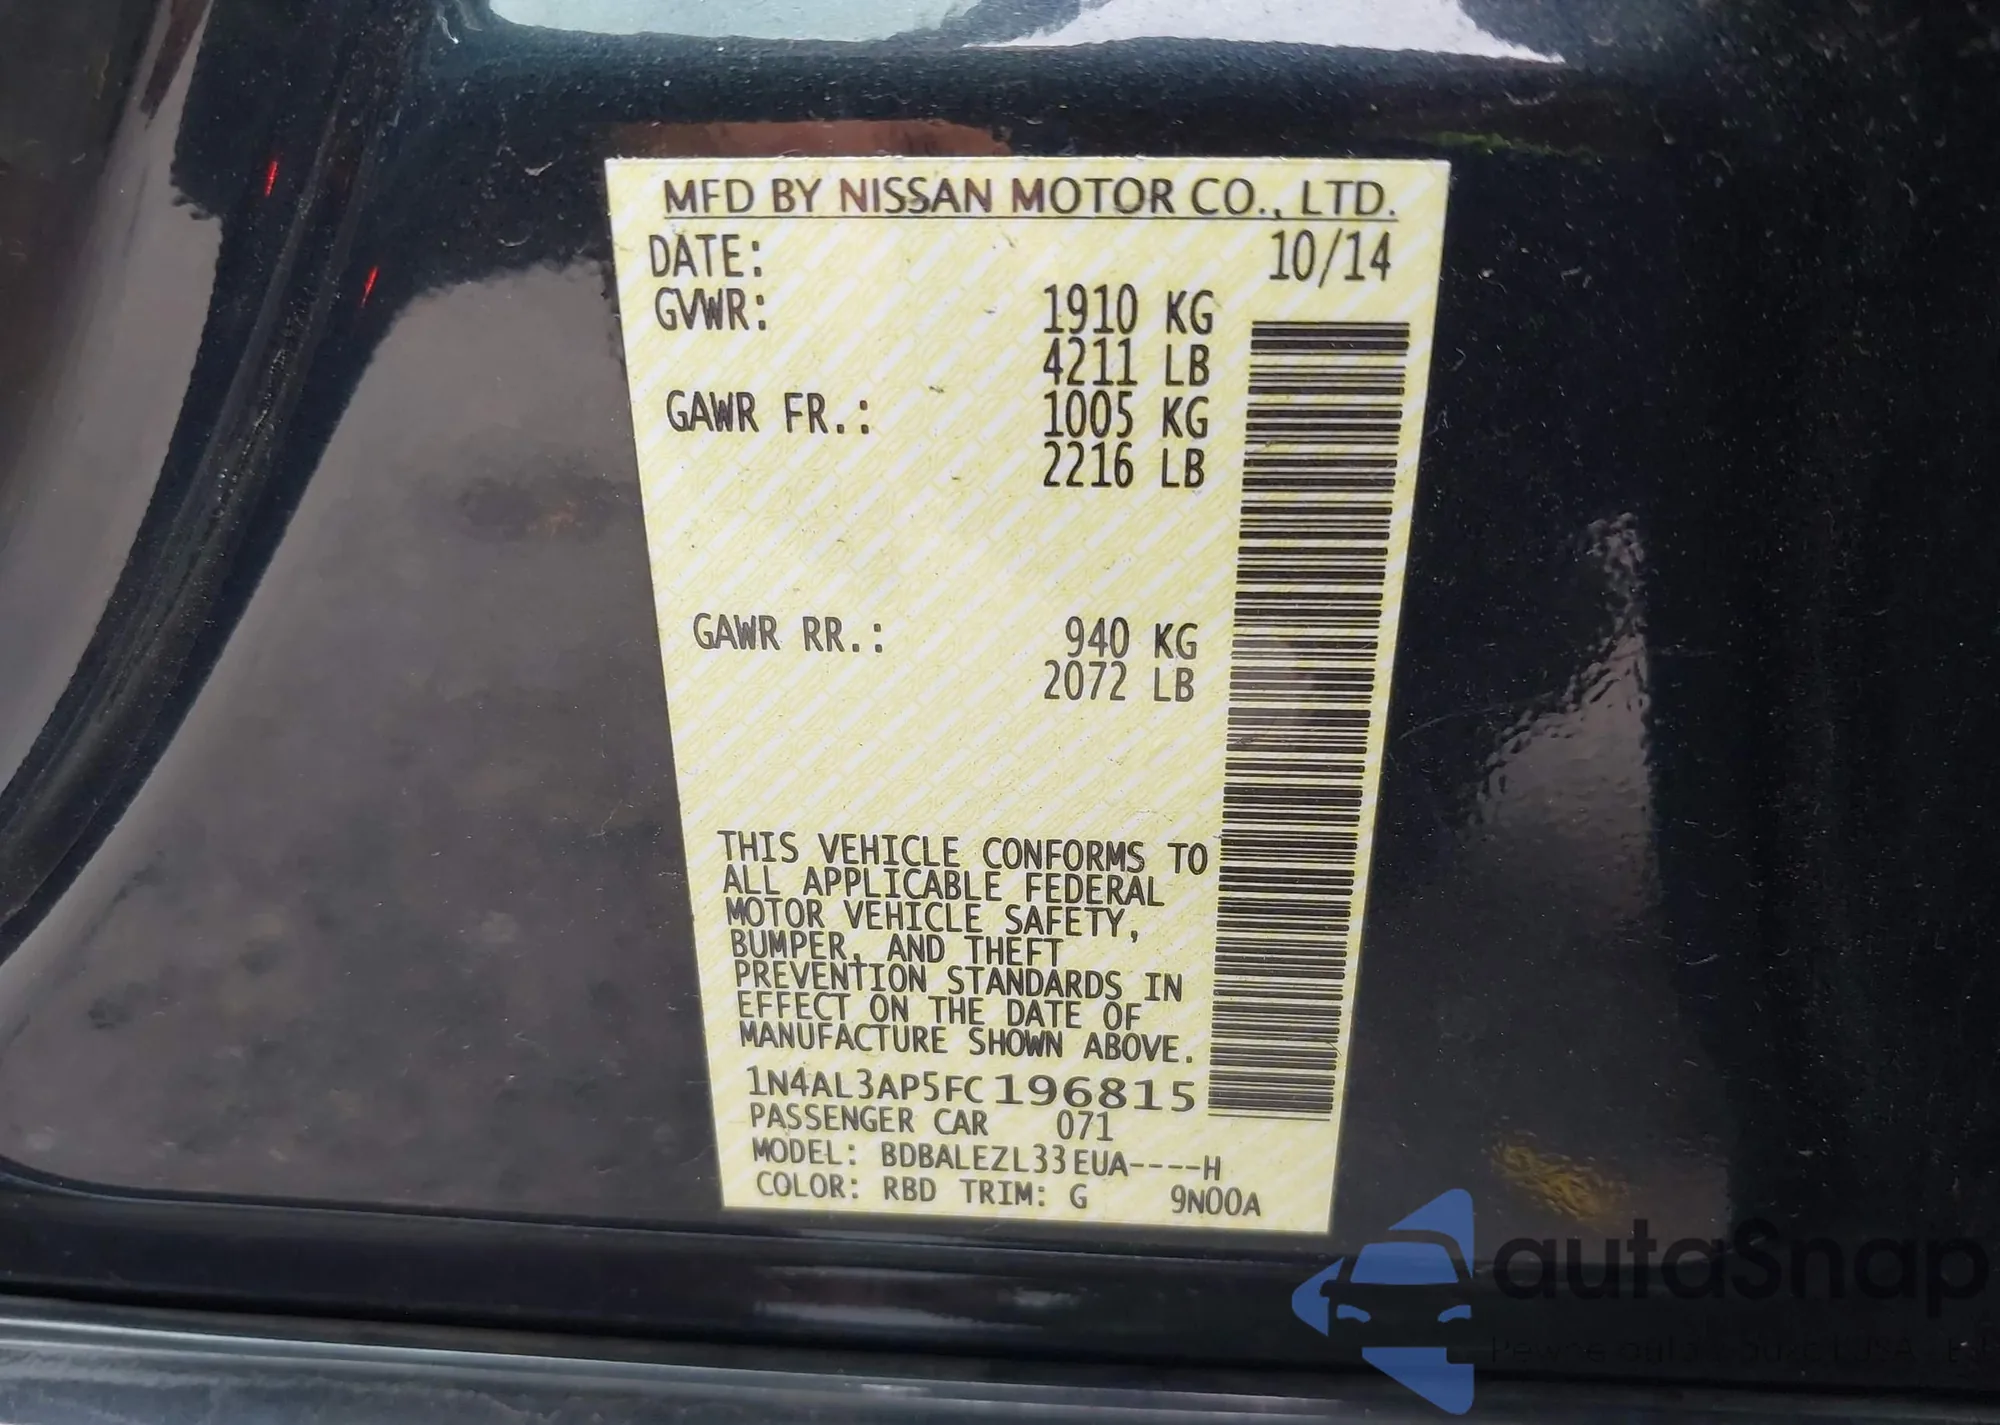 MFD BY NISSAN MOTOR CO., LTD.
DATE: 10/14
GVWR: 1910 KG
4211 LB
GAWR FR.: 1005 KG
2216 LB
GAWR RR.: 940 KG
2072 LB
THIS VEHICLE CONFORMS TO
ALL APPLICABLE FEDERAL
MOTOR VEHICLE SAFETY,
BUMPER, AND THEFT
PREVENTION STANDARDS IN
EFFECT ON THE DATE OF
MANUFACTURE SHOWN ABOVE.
1N4AL3AP5FC196815
PASSENGER CAR 071
MODEL: BDBALEZL33EUA----H
COLOR: RBD TRIM: G 9N00A
autaSnap